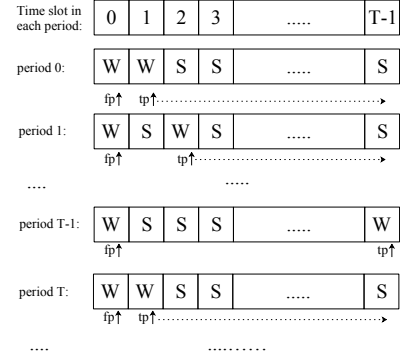 Time slot in each period: 0 1 2 3 ..... T-1
period 0: W W S S ..... S
fp tp
period 1: W S W S ..... S
fp tp
.... .....
period T-1: W S S S ..... W
fp tp
period T: W W S S ..... S
fp tp
.... ..........